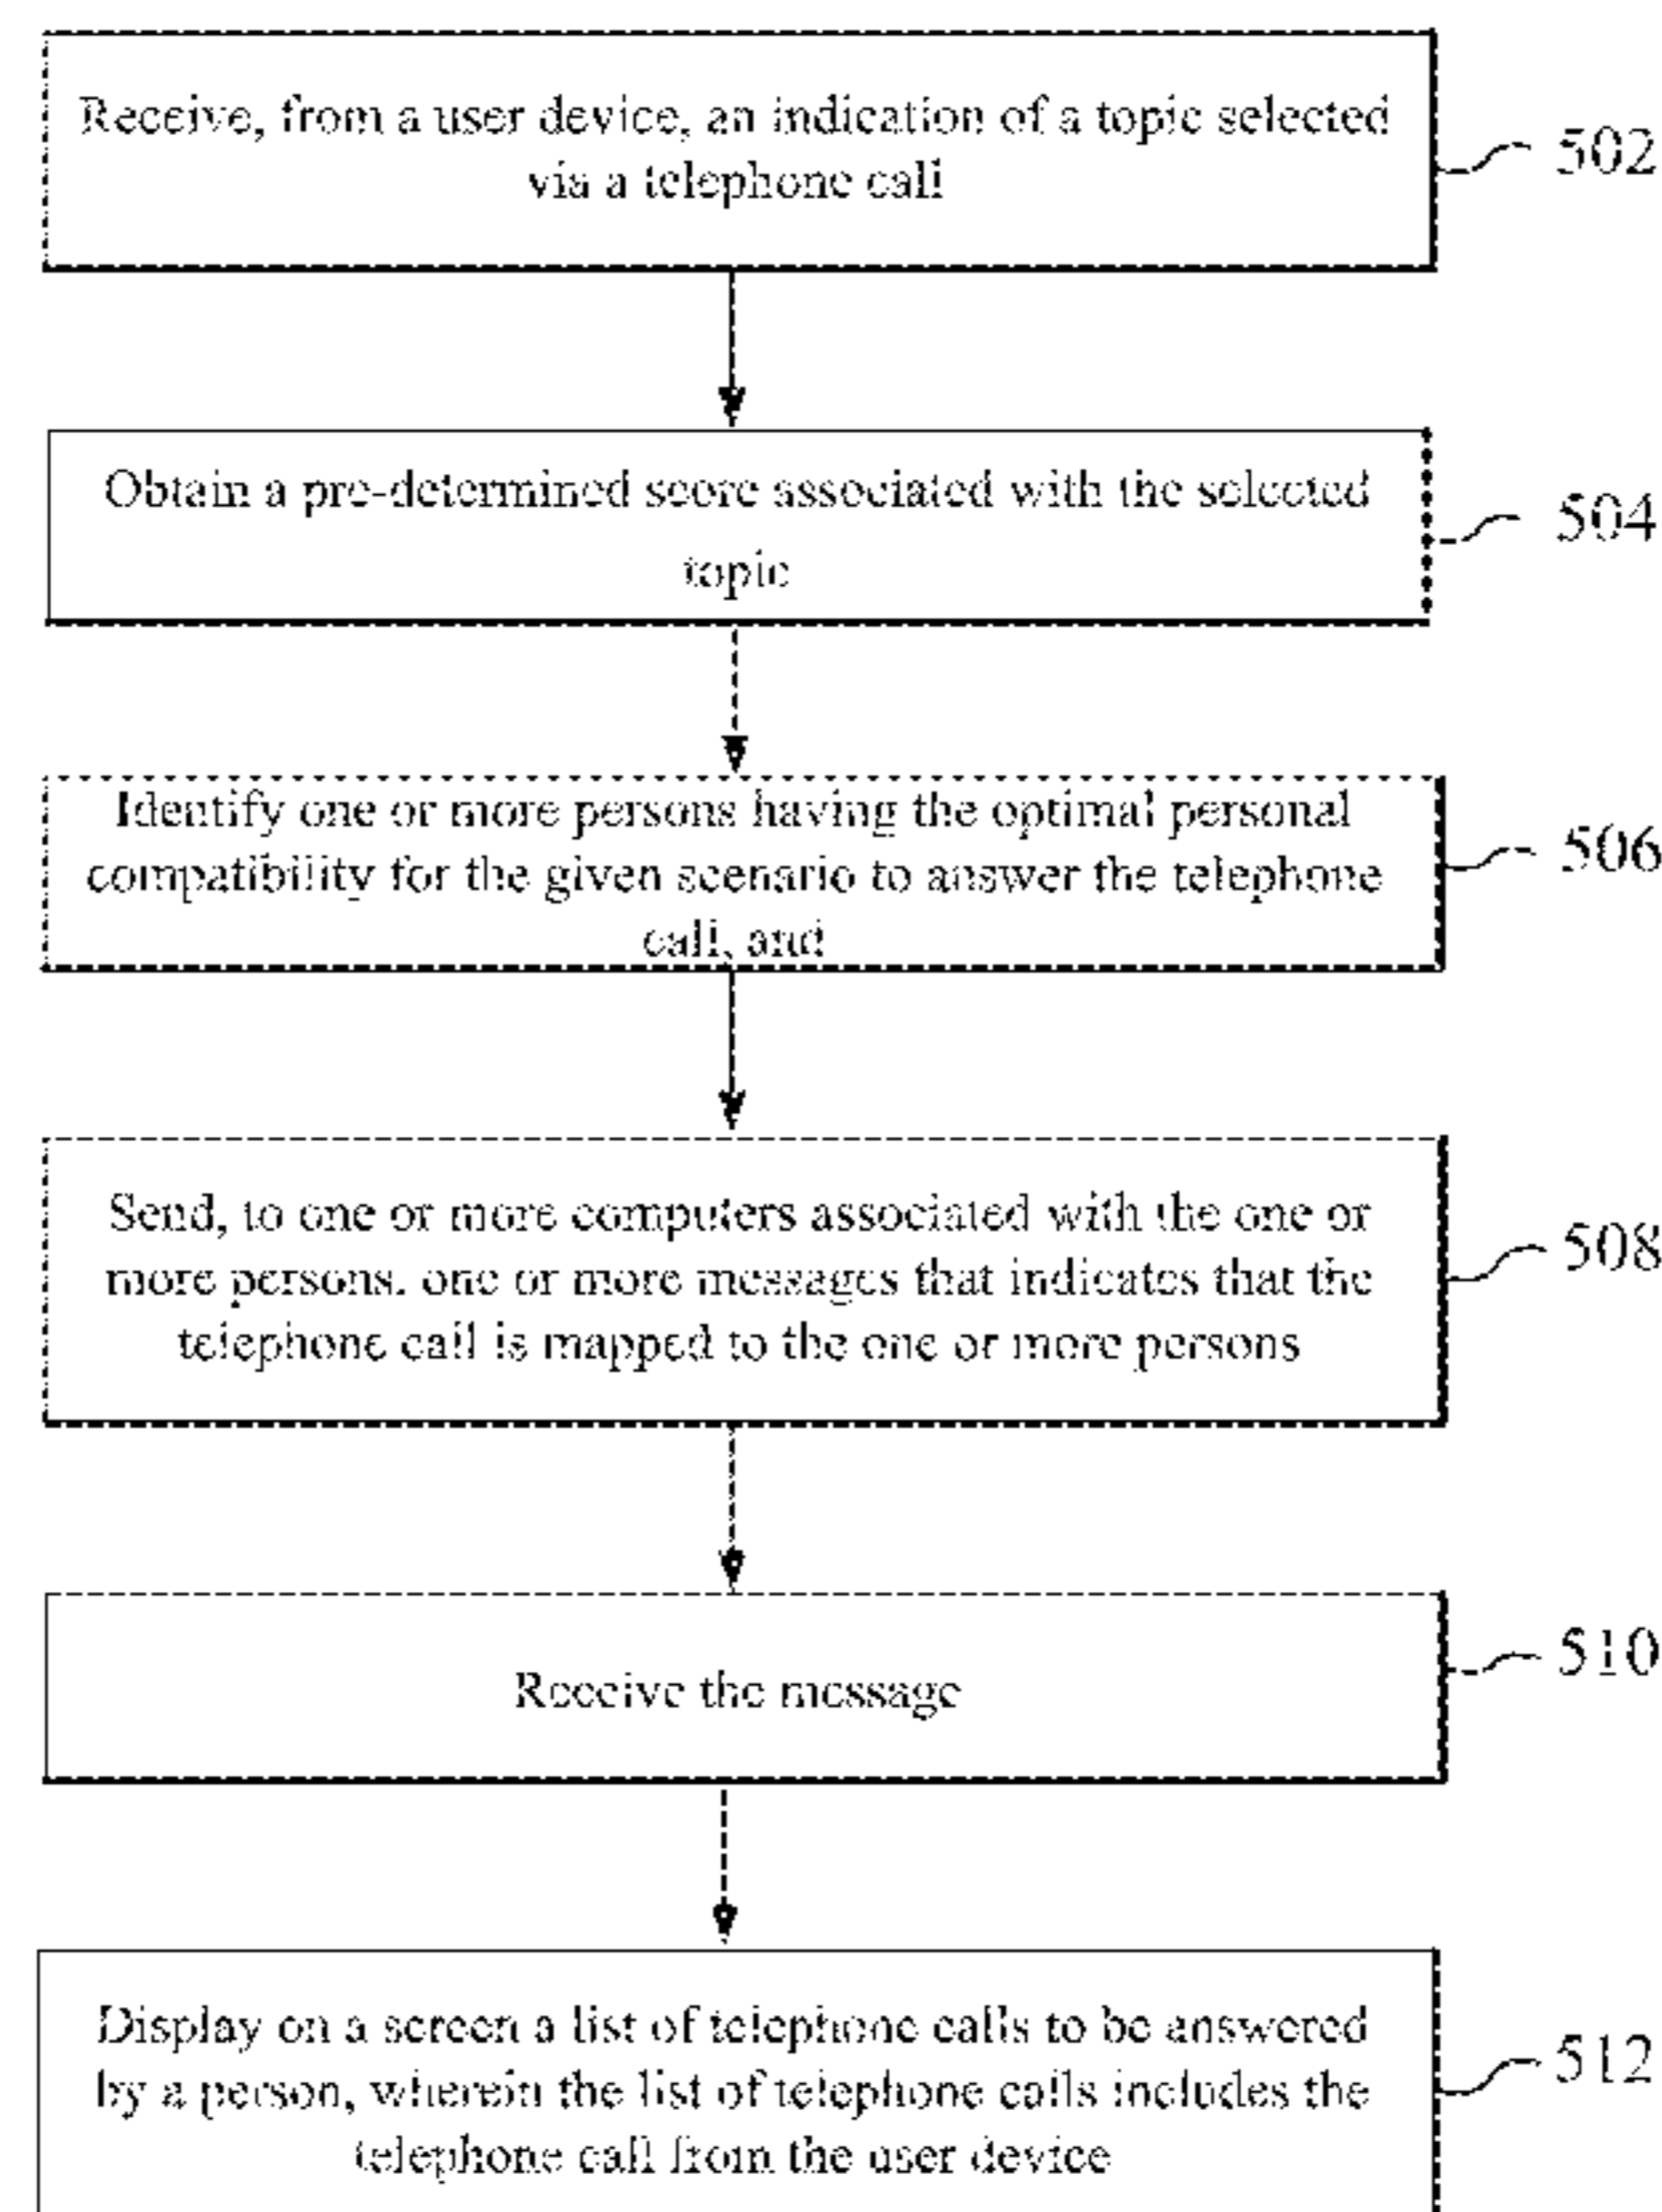 Receive, from a user device, an indication of a topic selected
via a telephone call
502
Obtain a pre-determined score associated with the selected
topic
504
Identify one or more persons having the optimal personal
compatibility for the given scenario to answer the telephone
call, and
506
Send, to one or more computers associated with the one or
more persons, one or more messages that indicates that the
telephone call is mapped to the one or more persons
508
Receive the message
510
Display on a screen a list of telephone calls to be answered
by a person, wherein the list of telephone calls includes the
telephone call from the user device
512